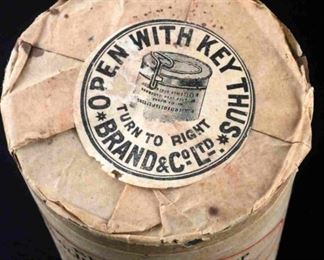 OPEN WITH KEY THUS
TURN TO RIGHT
BRAND & Co LTD